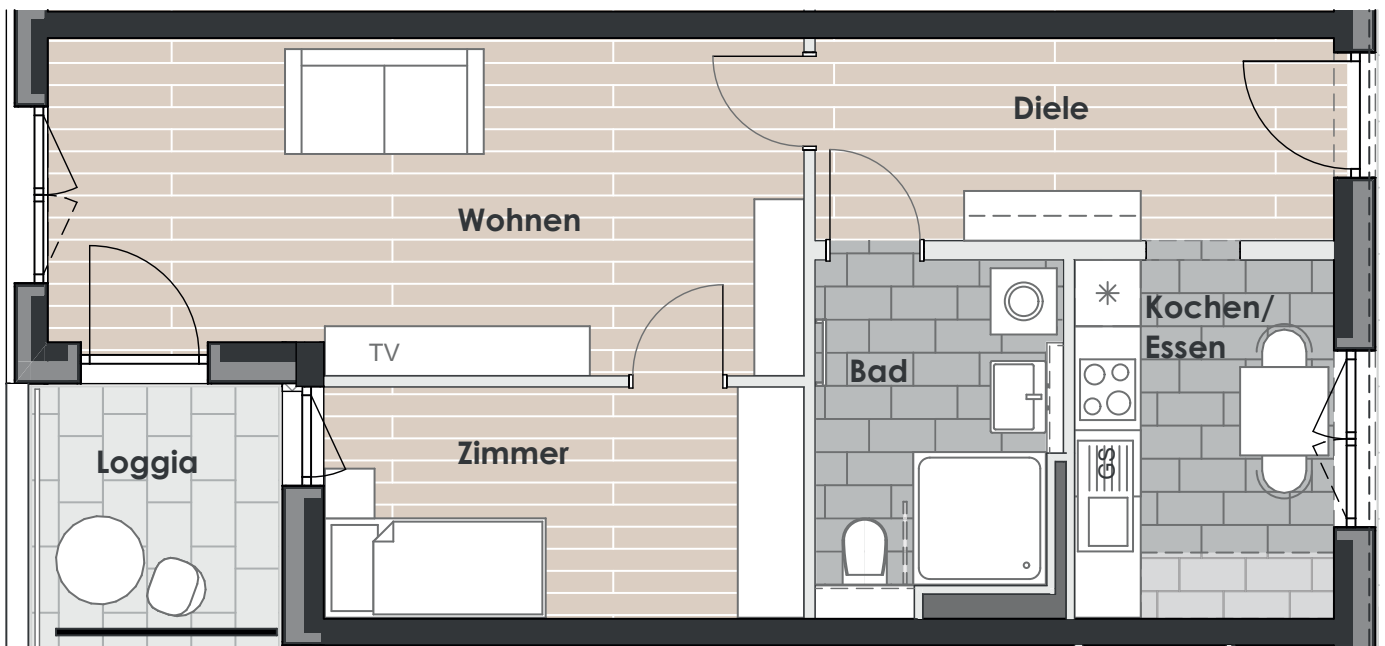 Diele
Wohnen
Kochen/
Essen
TV
Bad
Zimmer
Loggia
GS